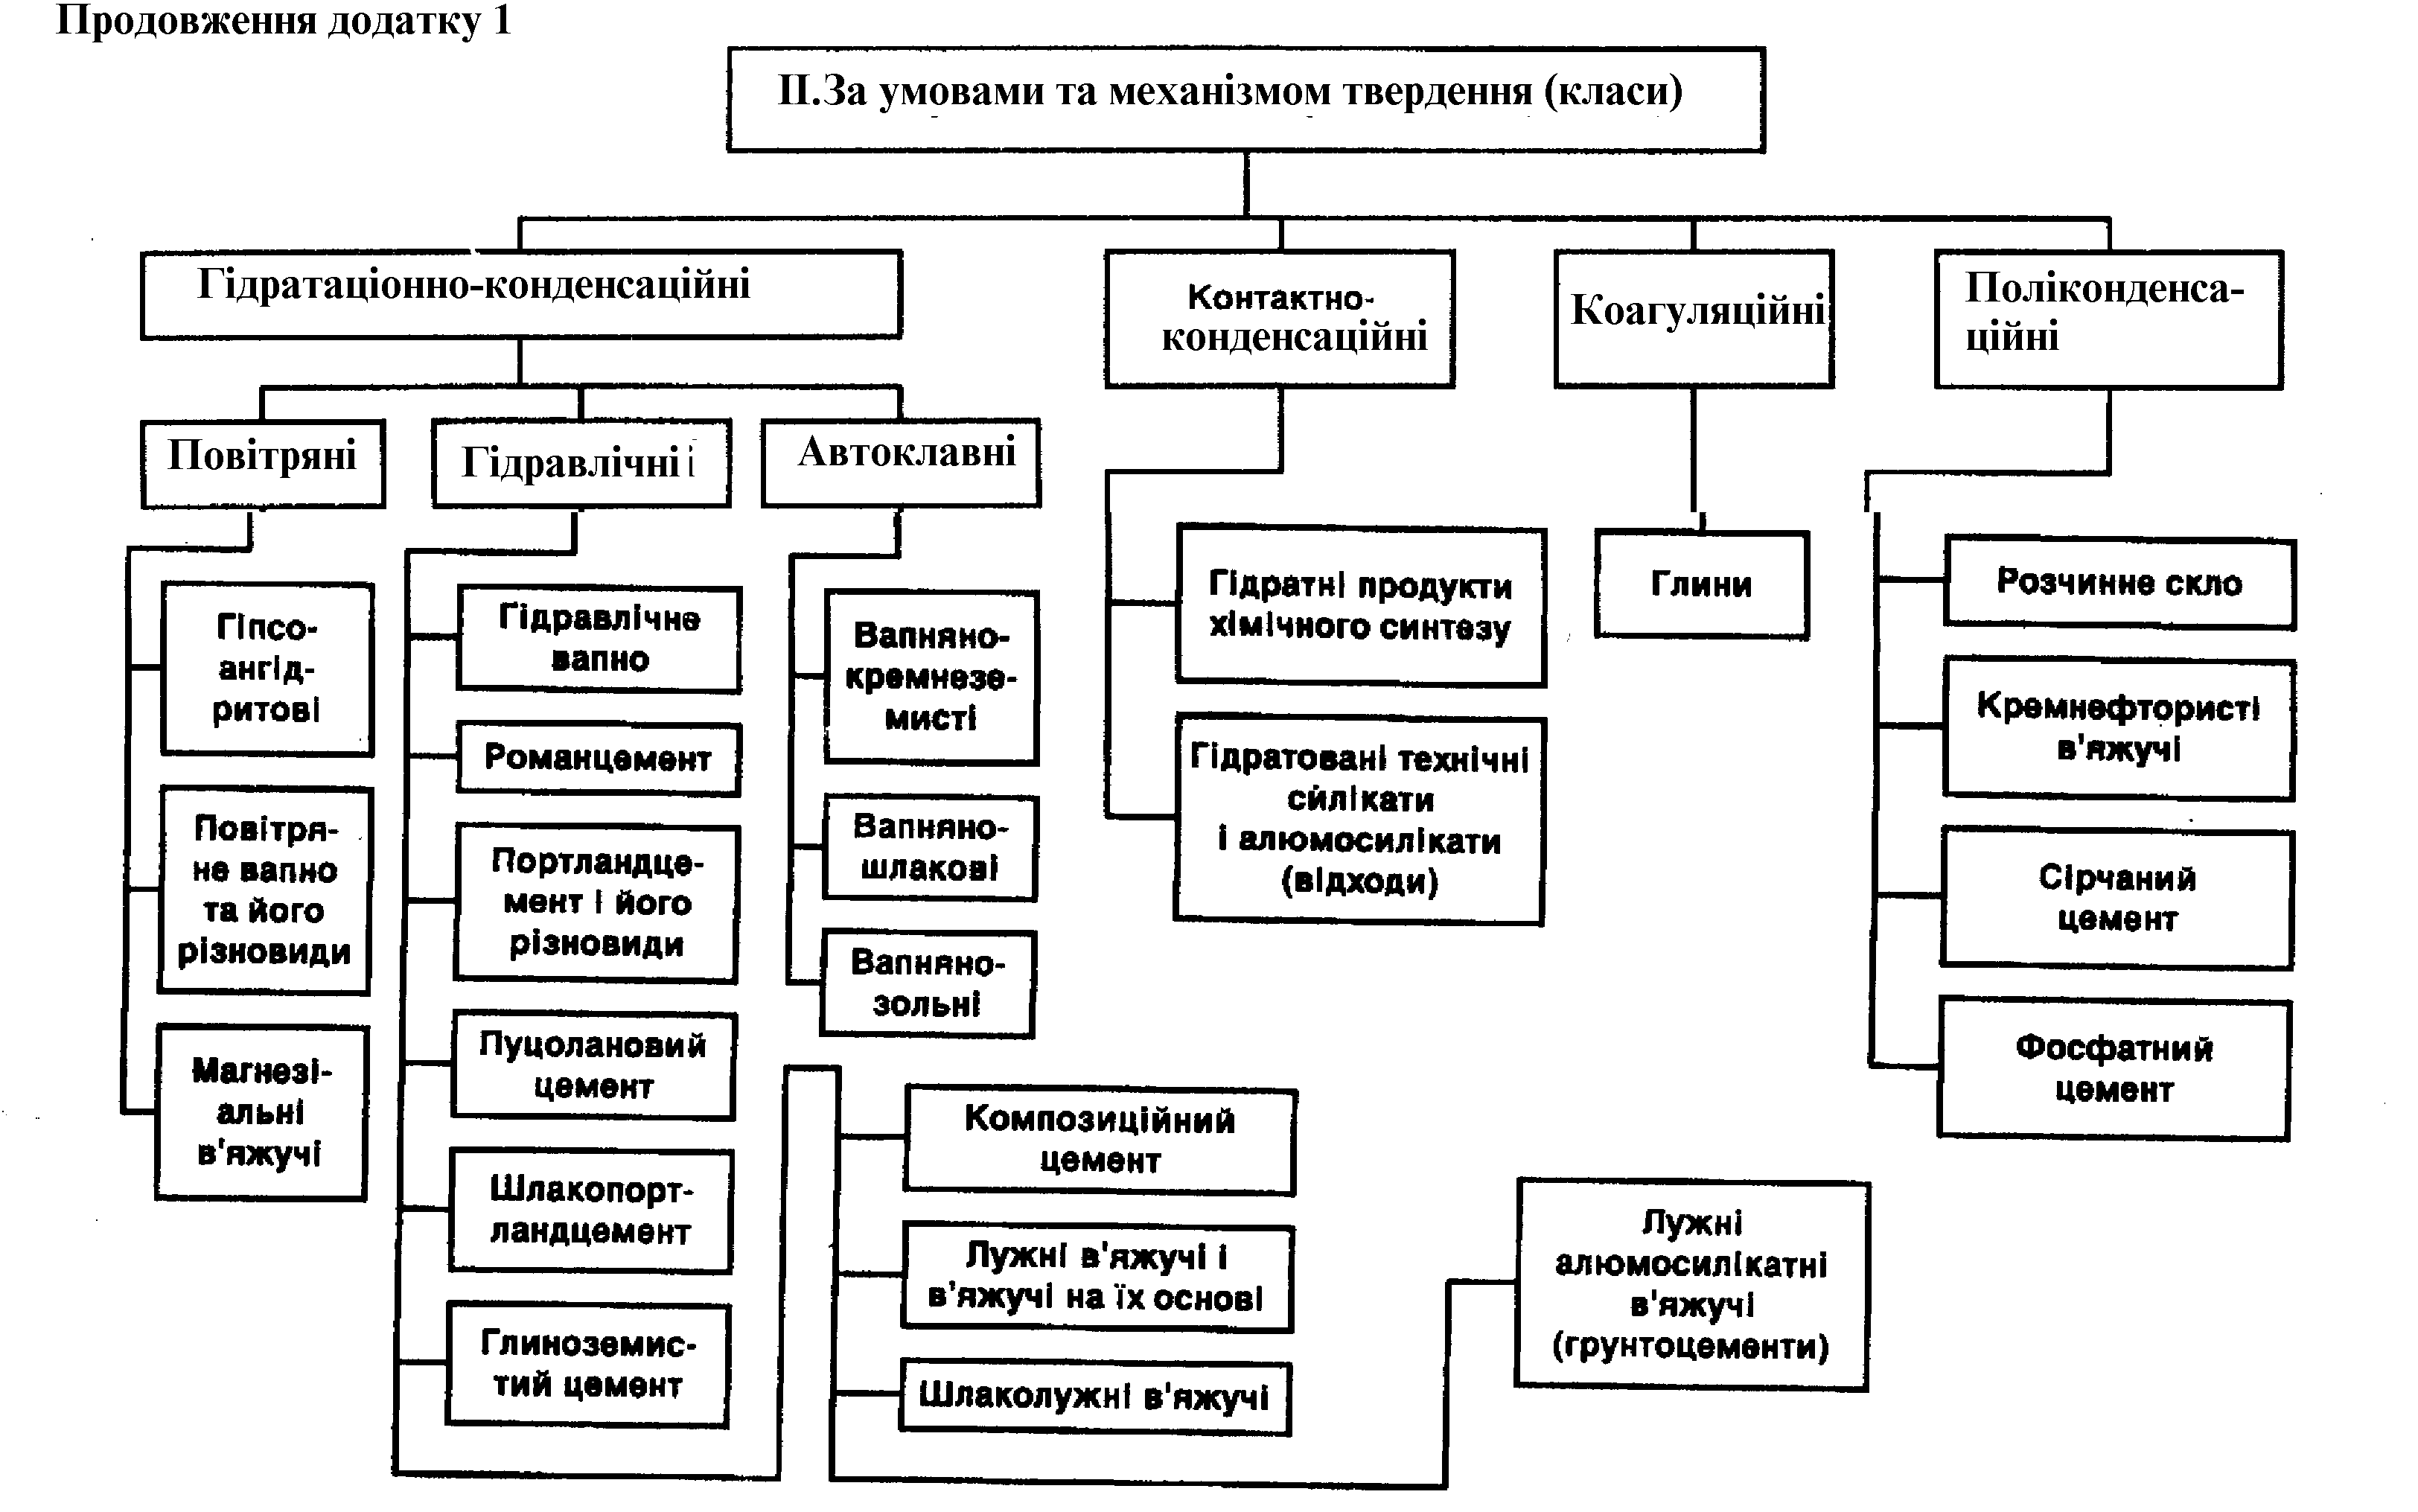 Продовження додатку 1
ІІ.За умовами та механізмом твердення (класи)
Гідратаціонно-конденсаційні
Контактно-
конденсаційні
Коагуляційні
Поліконденса-
ційні
Повітряні
Гідравлічні і
Автоклавні
Гіпсо-
ангід-
ритові
Повітря-
не вапно
та його
різновиди
Магнезі-
альні
в'яжучі
Гідравлічне
вапно
Романцемент
Портландце-
мент і його
різновиди
Пуцолановий
цемент
Шлакопорт-
ландцемент
Глиноземис-
тий цемент
Вапняно-
кремнезе-
мисті
Вапняно-
шлакові
Вапняно-
зольні
Композиційний
цемент
Лужні в'яжучі і
в'яжучі на їх основі
Шлаколужні в'яжучі
Лужні
алюмосилікатні
в'яжучі
(грунтоцементи)
Гідратні продукти
хімічного синтезу
Гідратовані технічні
силікати
і алюмосилікати
(відходи)
Глини
Розчинне скло
Кремнефтористі
в'яжучі
Сірчаний
цемент
Фосфатний
цемент